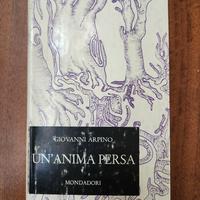 GIOVANNI ARPINO
UN'ANIMA PERSA
MONDADORI